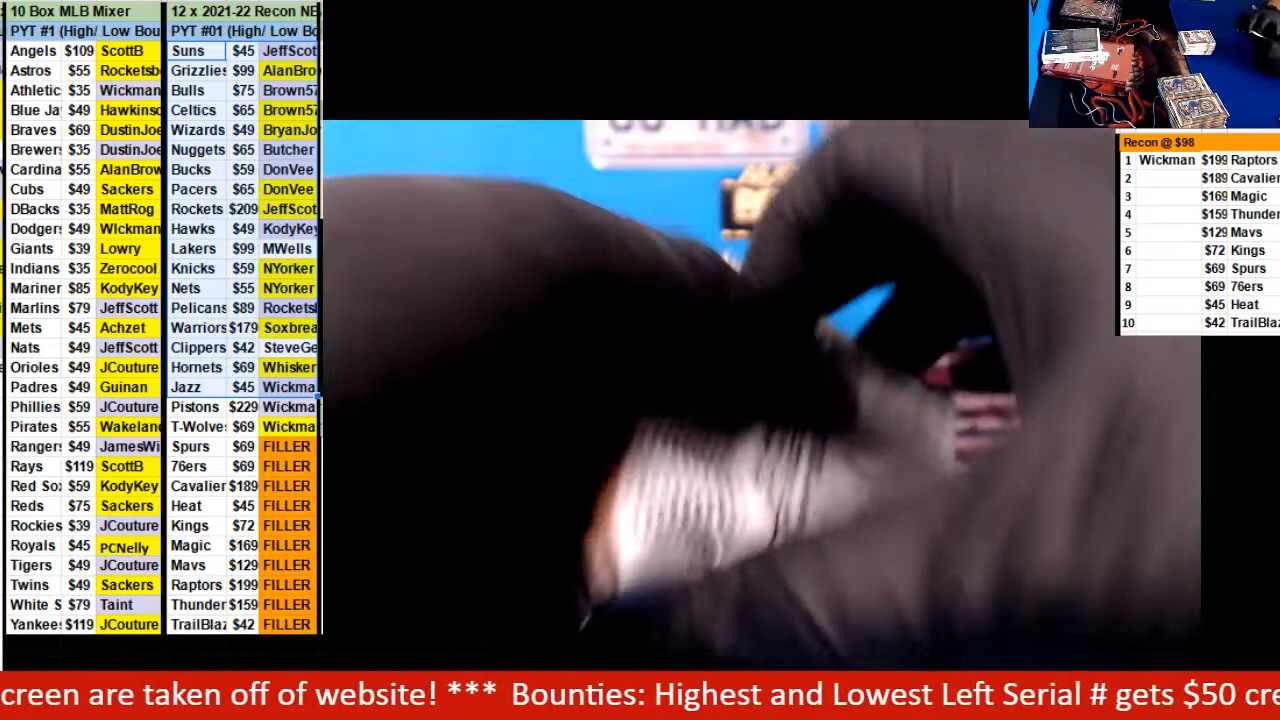 10 Box MLB Mixer
PYT #1 (High/ Low Bou
Angels $109 ScottB
Astros $55 Rocketsb
Athletic $35 Wickman
Blue Ja $49 Hawkins
Braves $69 DustinJoe
Brewers $35 DustinJoe
Cardina $55 AlanBrow
Cubs $49 Sackers
DBacks $35 MattRog
Dodgers $49 WIckman
Giants $39 Lowry
Indians $35 Zerocool
Mariner $85 KodyKey
Marlins $79 JeffScott
Mets $45 Achzet
Nats $49 JeffScott
Orioles $49 JCouture
Padres $49 Guinan
Phillies $59 JCouture
Pirates $55 Wakeland
Rangers $49 JamesWi
Rays $119 ScottB
Red Sox $59 KodyKey
Reds $75 Sackers
Rockies $39 JCouture
Royals $45 PCNelly
Tigers $49 JCouture
Twins $49 Sackers
White S $79 Taint
Yankees $119 JCouture
12 x 2021-22 Recon NB
PYT #01 (High/ Low Bo
Suns $45 JeffScot
Grizzlies $99 AlanBro
Bulls $75 Brown57
Celtics $65 Brown57
Wizards $49 BryanJo
Nuggets $65 Butcher
Bucks $59 DonVee
Pacers $65 DonVee
Rockets $209 JeffScot
Hawks $49 KodyKey
Lakers $99 MWells
Knicks $59 NYorker
Nets $55 NYorker
Pelicans $89 Rockets
Warriors $179 Soxbrea
Clippers $42 SteveGe
Hornets $69 Whisker
Jazz $45 Wickma
Pistons $229 Wickma
T-Wolves $69 Wickma
Spurs $69 FILLER
76ers $69 FILLER
Cavalier $189 FILLER
Heat $45 FILLER
Kings $72 FILLER
Magic $169 FILLER
Mavs $129 FILLER
Raptors $199 FILLER
Thunder $159 FILLER
TrailBlaz $42 FILLER
Recon @ $98
1 Wickman $199 Raptors
2 $189 Cavalier
3 $169 Magic
4 $159 Thunder
5 $129 Mavs
6 $72 Kings
7 $69 Spurs
8 $69 76ers
9 $45 Heat
10 $42 TrailBlaz
creen are taken off of website! *** Bounties: Highest and Lowest Left Serial # gets $50 cre